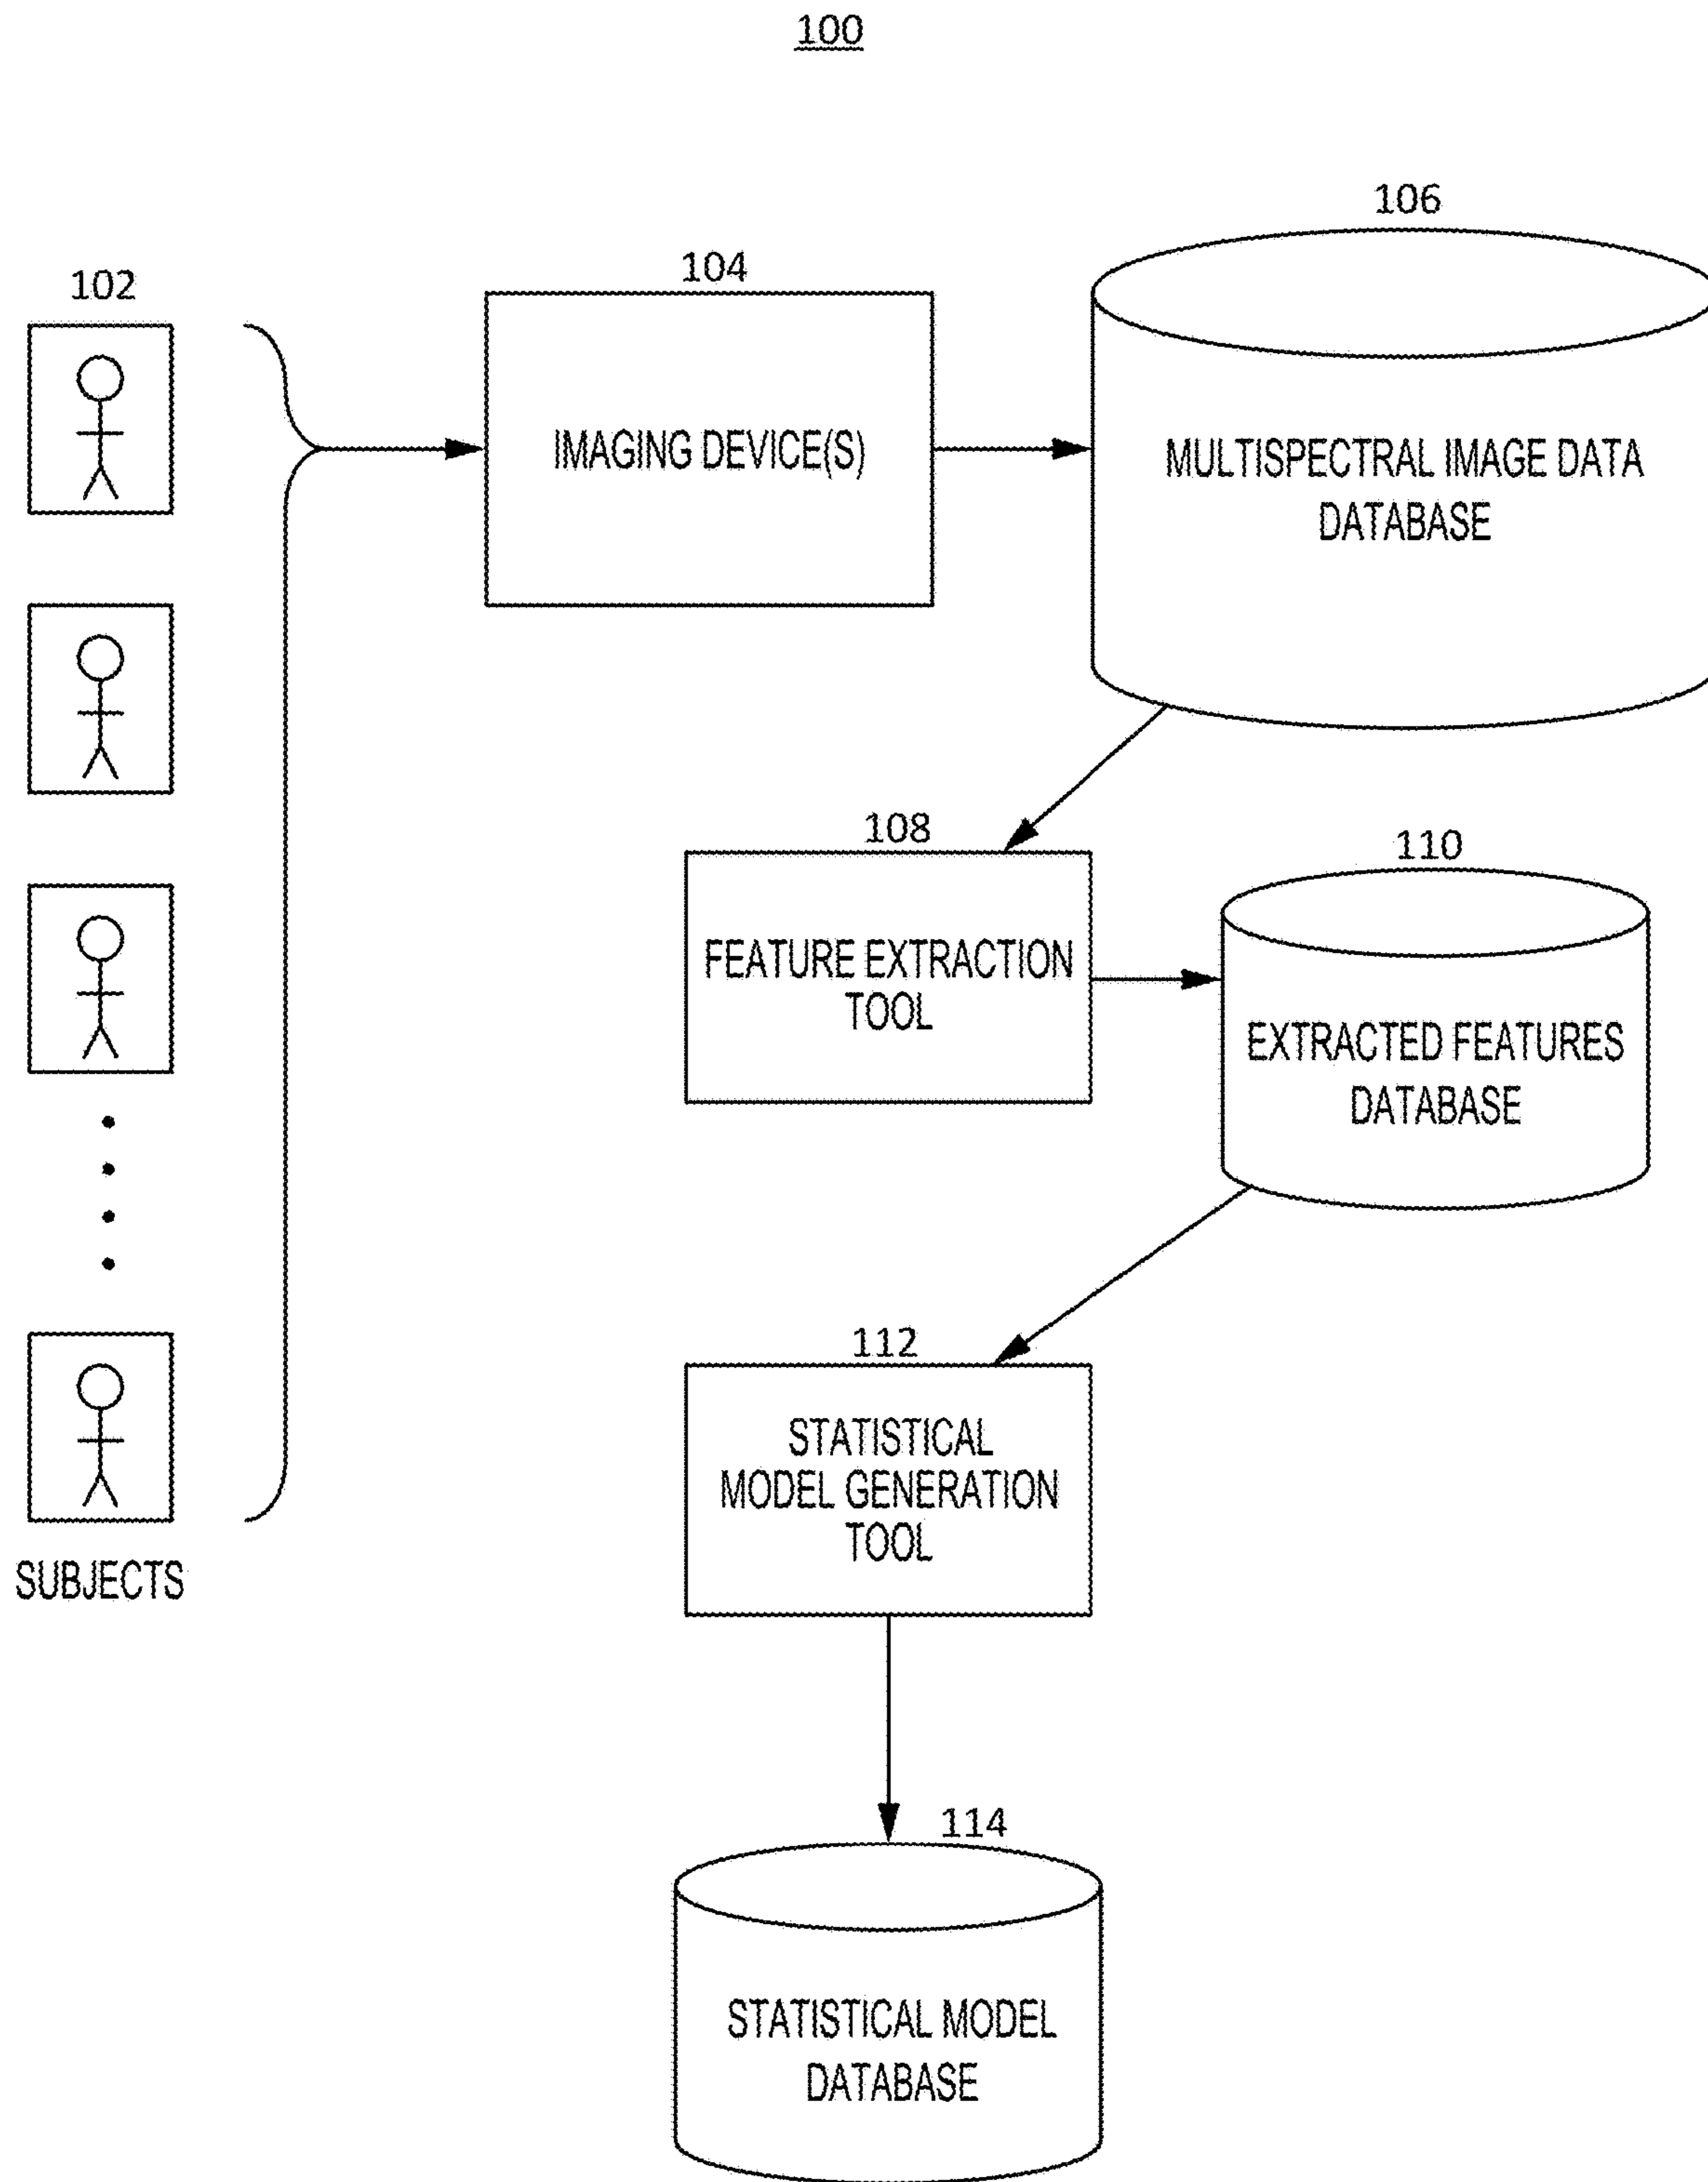 100
106
104
102
IMAGING DEVICE(S)
MULTISPECTRAL IMAGE DATA
DATABASE
108
110
FEATURE EXTRACTION
TOOL
EXTRACTED FEATURES
DATABASE
112
STATISTICAL
MODEL GENERATION
TOOL
SUBJECTS
114
STATISTICAL MODEL
DATABASE